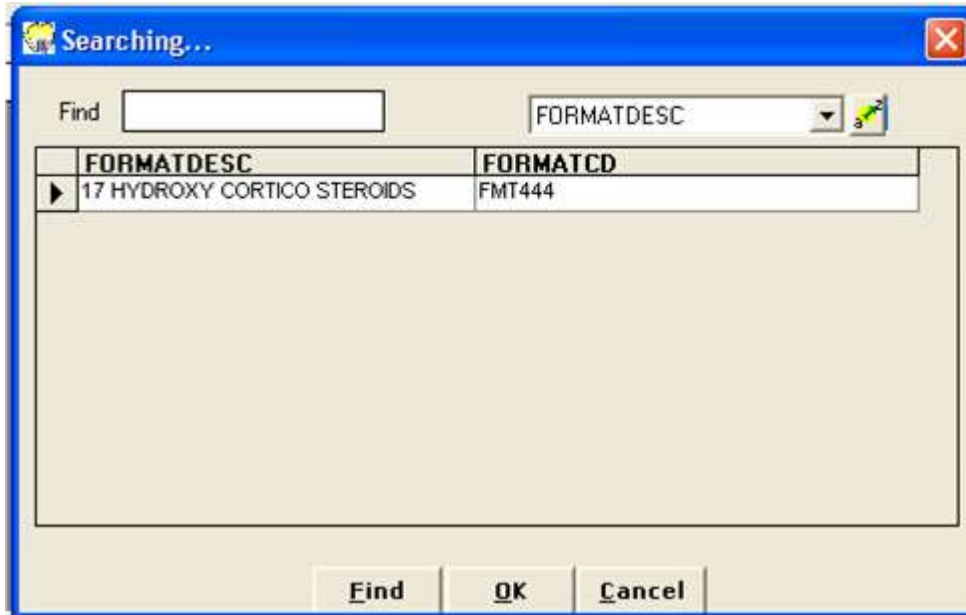 Searching...
Find FORMATDESC
FORMATDESC FORMATCD
17 HYDROXY CORTICO STEROIDS FMT444
Find OK Cancel